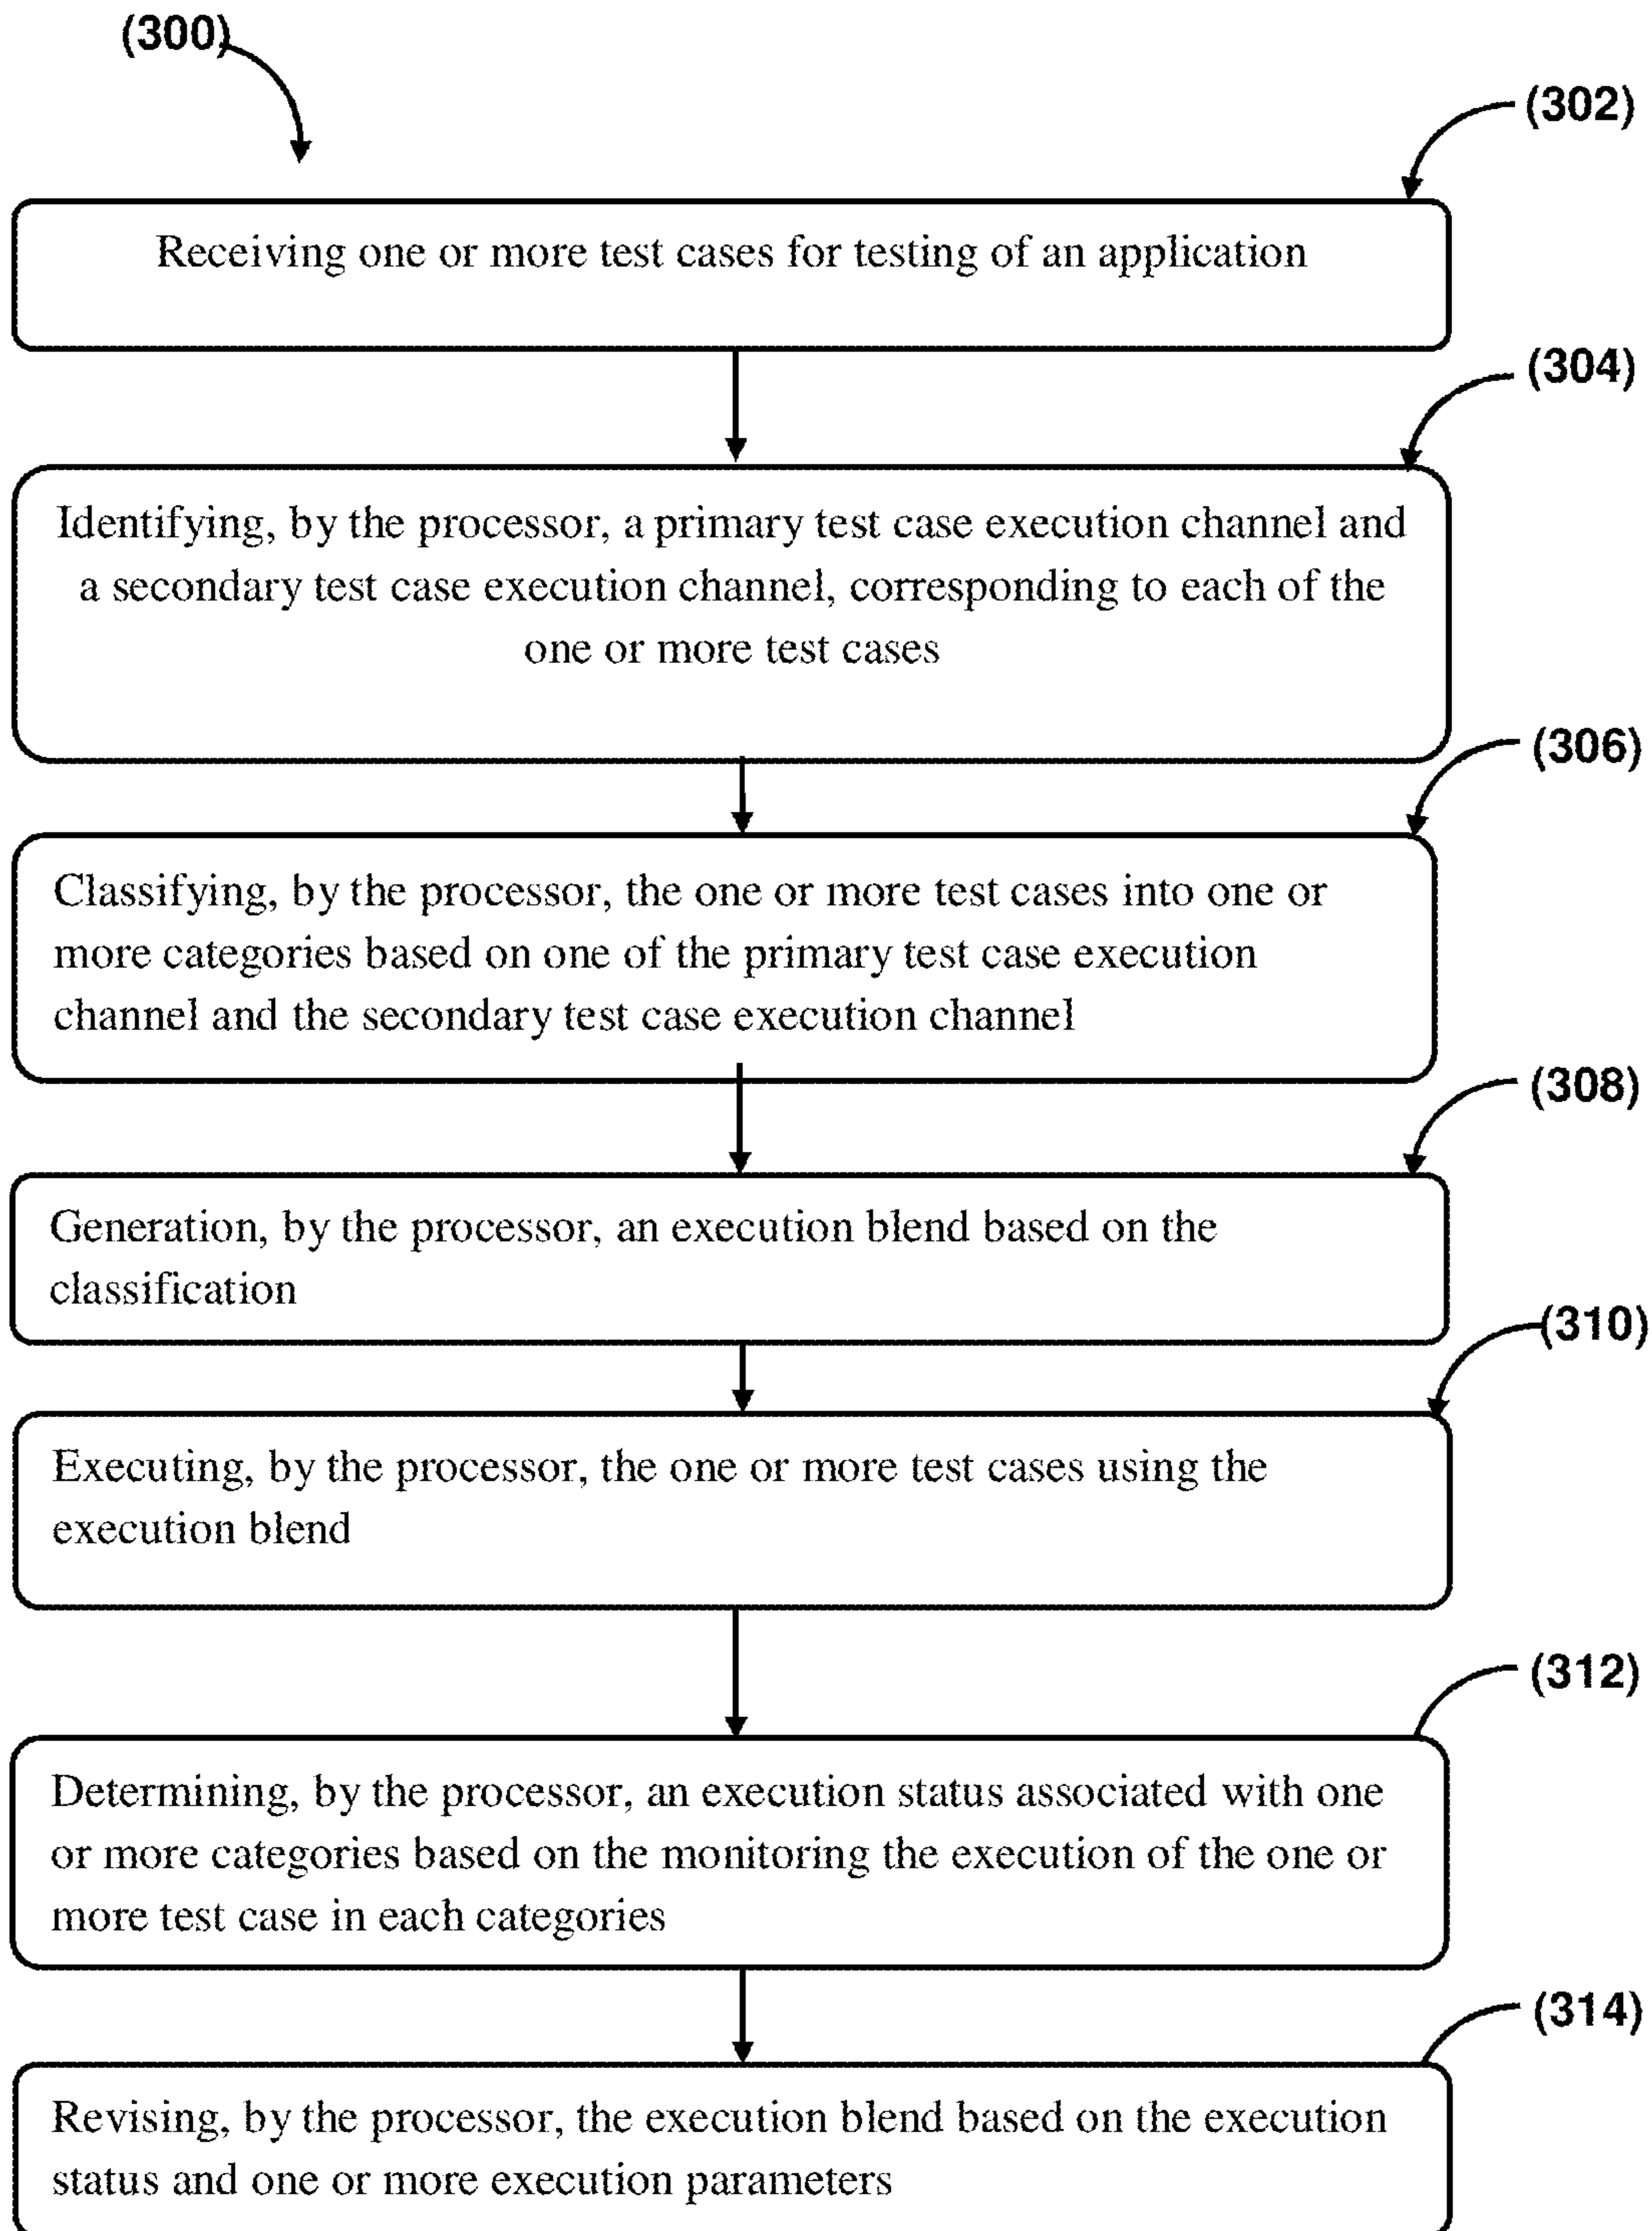 (300)
(302)
Receiving one or more test cases for testing of an application
(304)
Identifying, by the processor, a primary test case execution channel and
a secondary test case execution channel, corresponding to each of the
one or more test cases
(306)
Classifying, by the processor, the one or more test cases into one or
more categories based on one of the primary test case execution
channel and the secondary test case execution channel
(308)
Generation, by the processor, an execution blend based on the
classification
(310)
Executing, by the processor, the one or more test cases using the
execution blend
(312)
Determining, by the processor, an execution status associated with one
or more categories based on the monitoring the execution of the one or
more test case in each categories
(314)
Revising, by the processor, the execution blend based on the execution
status and one or more execution parameters